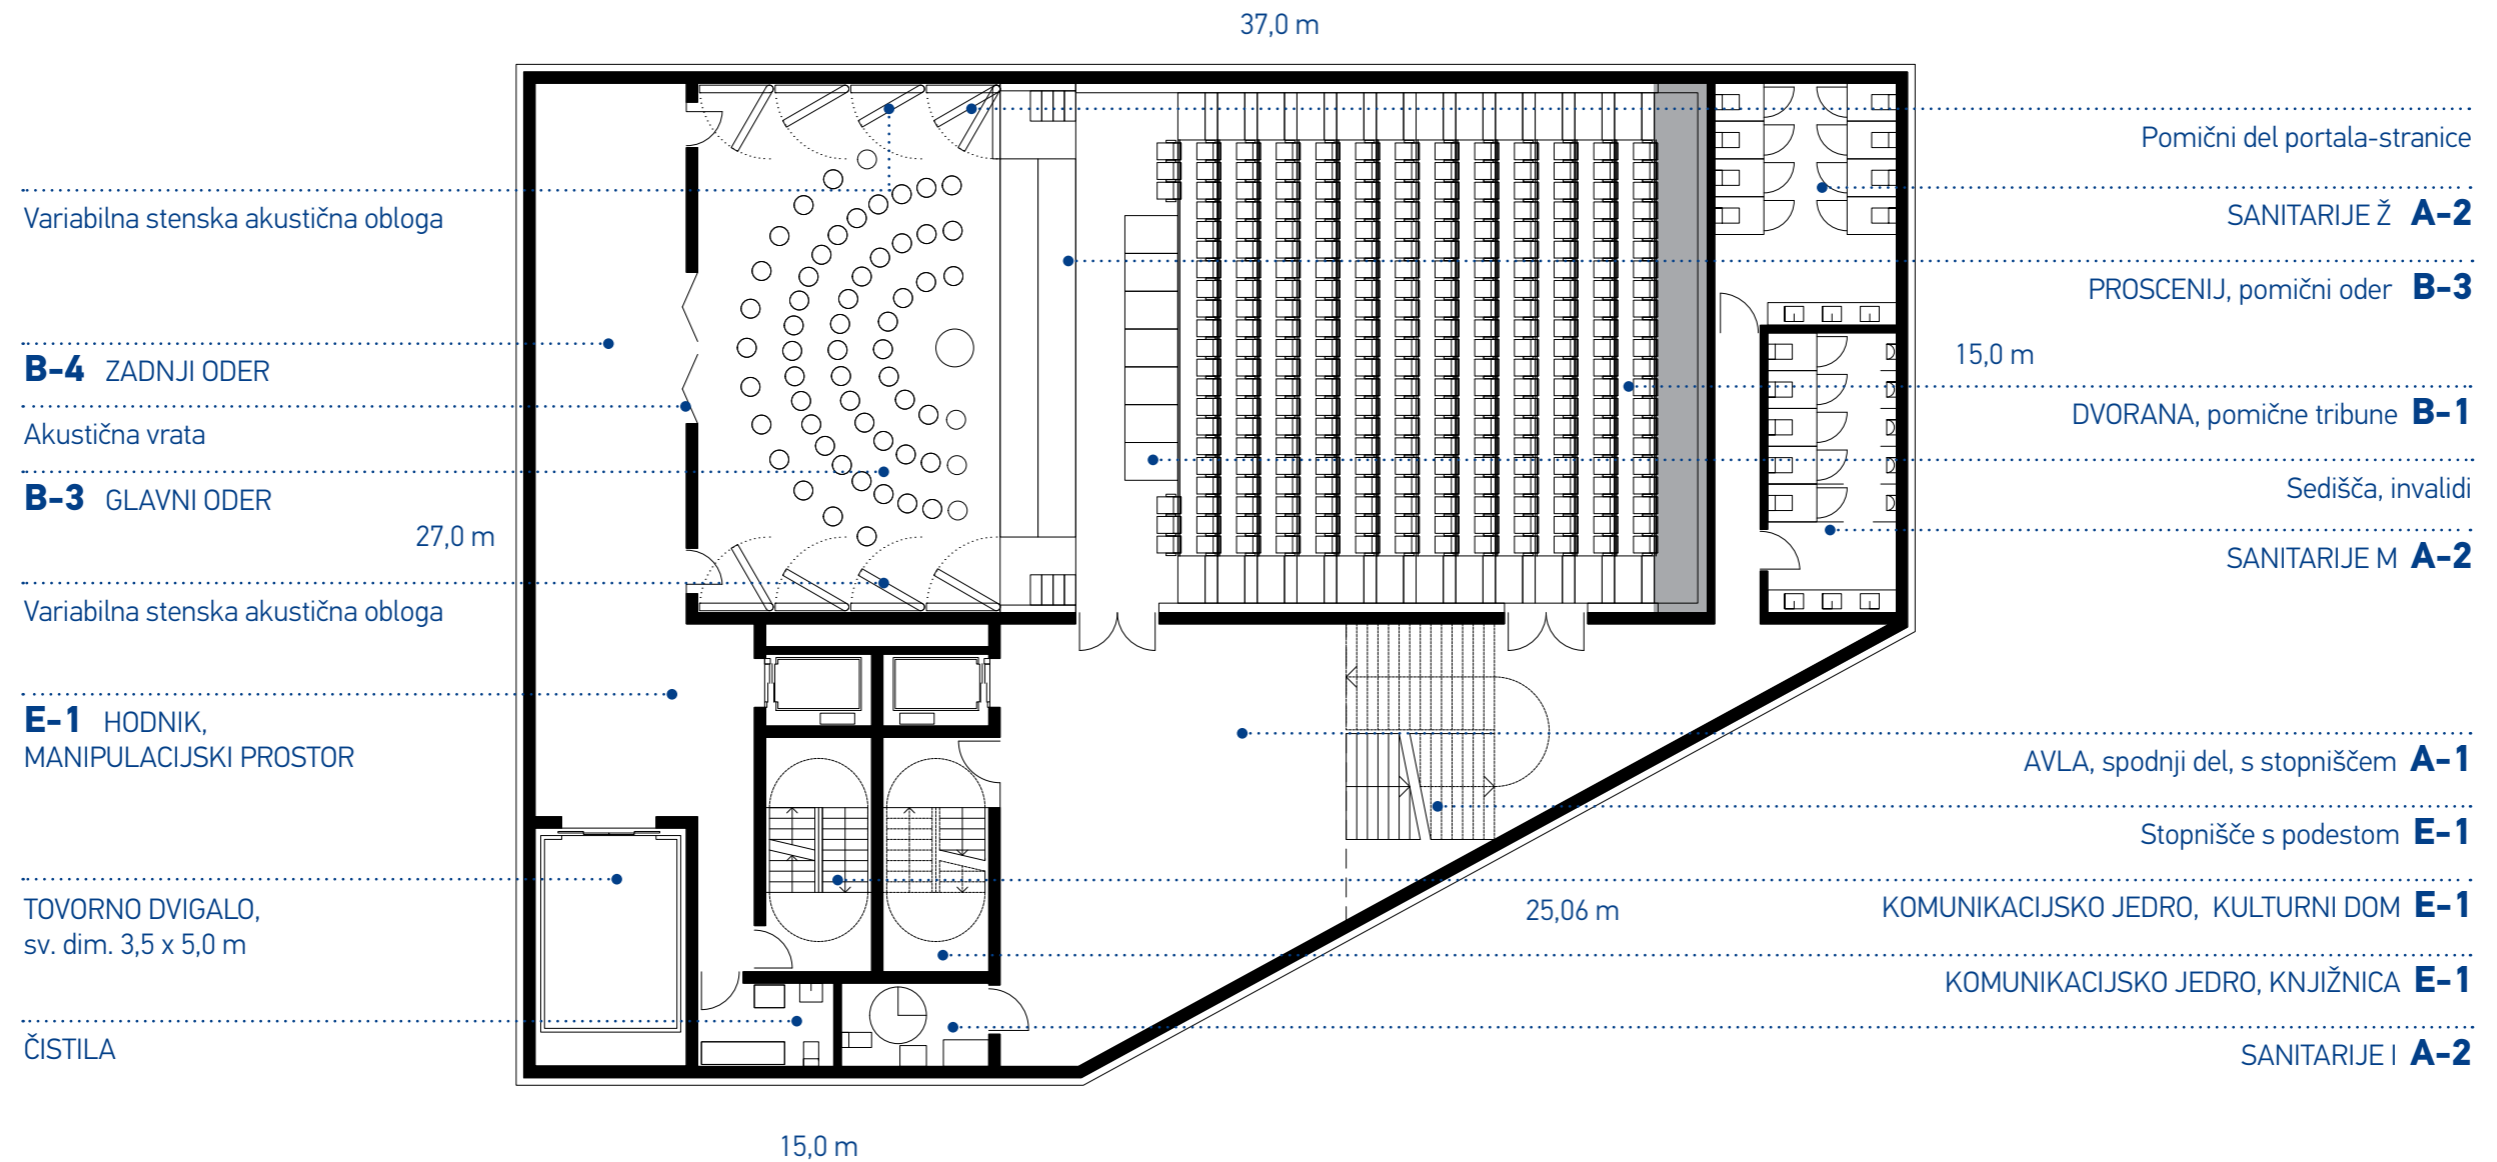 37,0 m
Variabilna stenska akustična obloga
B-4 ZADNJI ODER
Akustična vrata
B-3 GLAVNI ODER
27,0 m
Variabilna stenska akustična obloga
E-1 HODNIK,
MANIPULACIJSKI PROSTOR
TOVORNO DVIGALO,
sv. dim. 3,5 x 5,0 m
ČISTILA
Pomični del portala-stranice
SANITARIJE Ž A-2
PROSCENIJ, pomični oder B-3
15,0 m
DVORANA, pomične tribune B-1
Sedišča, invalidi
SANITARIJE M A-2
AVLA, spodnji del, s stopniščem A-1
Stopnišče s podestom E-1
25,06 m
KOMUNIKACIJSKO JEDRO, KULTURNI DOM E-1
KOMUNIKACIJSKO JEDRO, KNJIŽNICA E-1
SANITARIJE I A-2
15,0 m